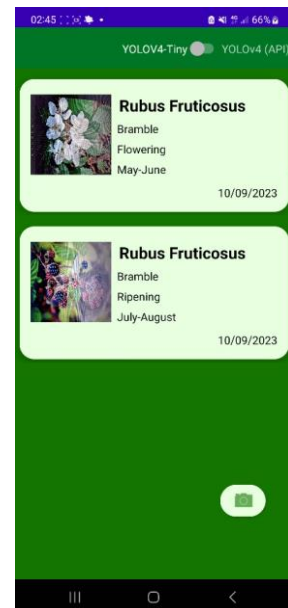 02:45 66%
YOLOV4-Tiny YOLOv4 (API)
Rubus Fruticosus
Bramble
Flowering
May-June
10/09/2023
Rubus Fruticosus
Bramble
Ripening
July-August
10/09/2023